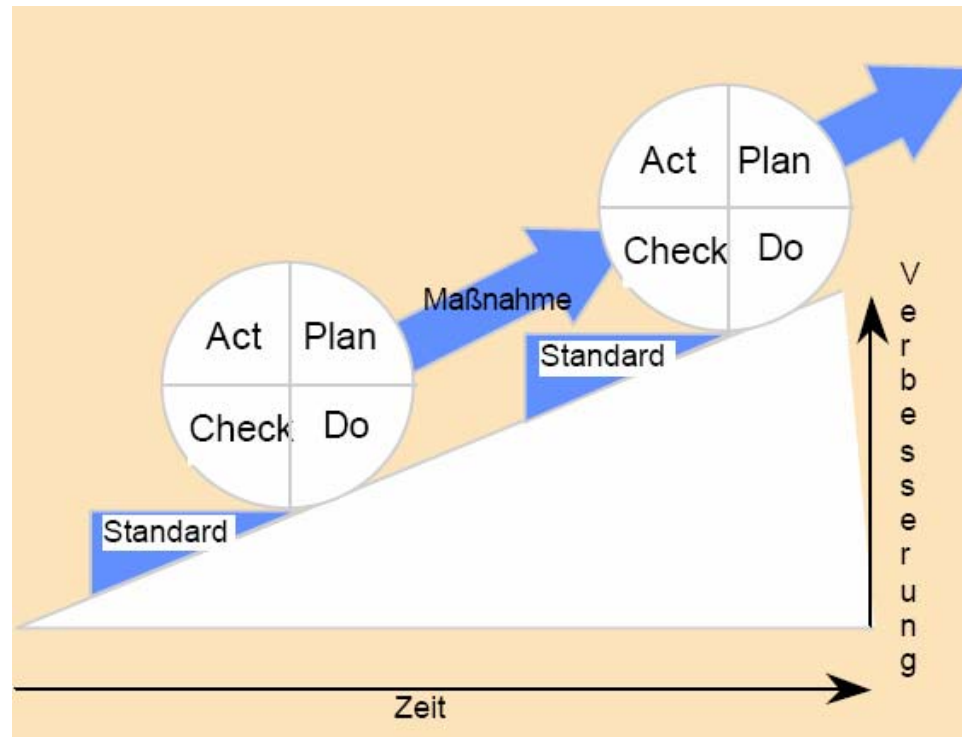 Act Plan
Check Do
Maßnahme
Standard
Act Plan
Check Do
Standard
Verbesserung
Zeit